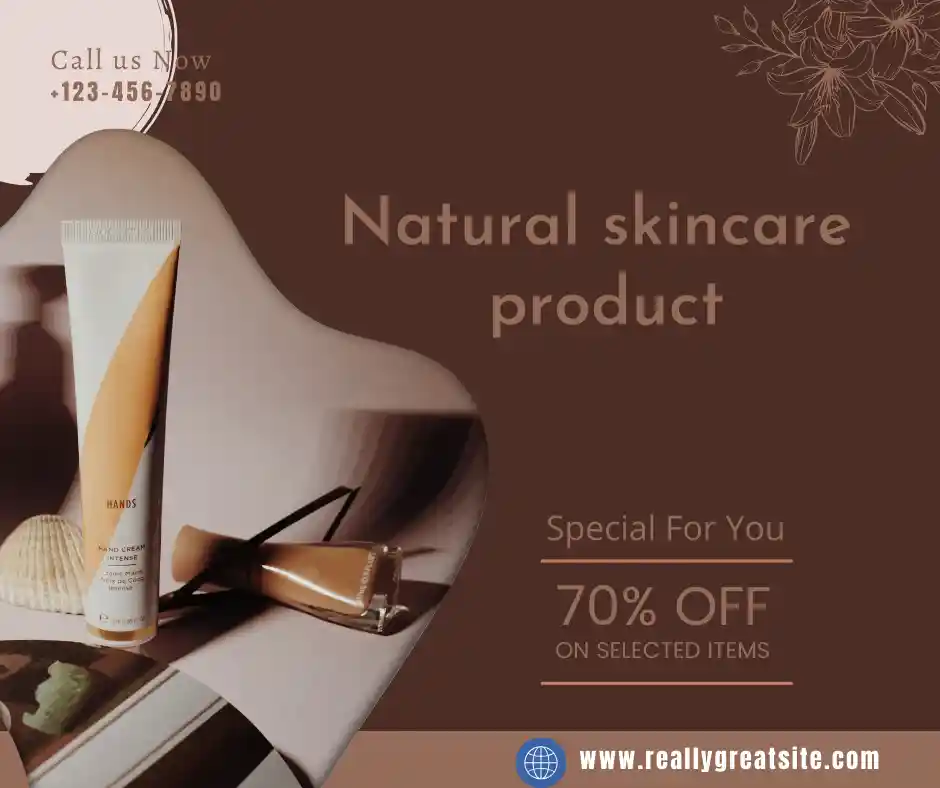 Call us Now
+123-456-7890
Natural skincare
product
HANDS
HAND CREAM
INTENSE
Special For You
70% OFF
ON SELECTED ITEMS
www.reallygreatsite.com